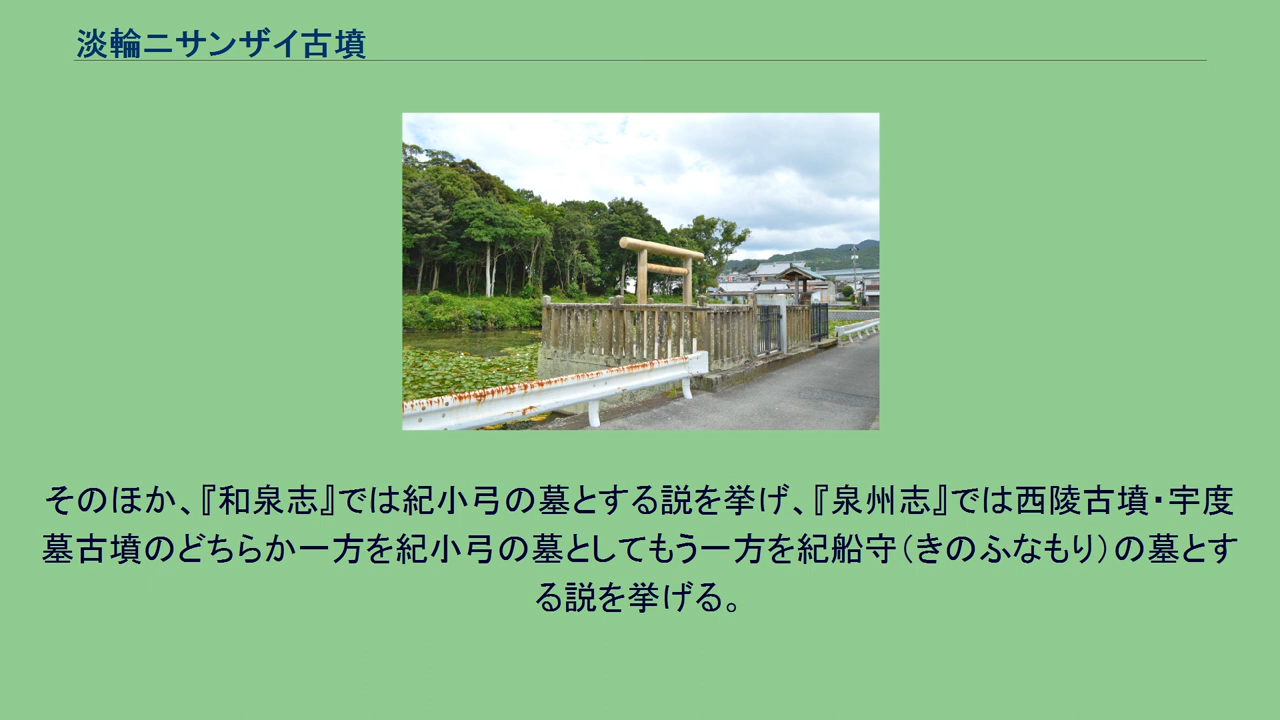 淡輪ニサンザイ古墳
そのほか、『和泉志』では紀小弓の墓とする説を挙げ、『泉州志』では西陵古墳・宇度
墓古墳のどちらか一方を紀小弓の墓としてもう一方を紀船守（きのふなもり）の墓とす
る説を挙げる。